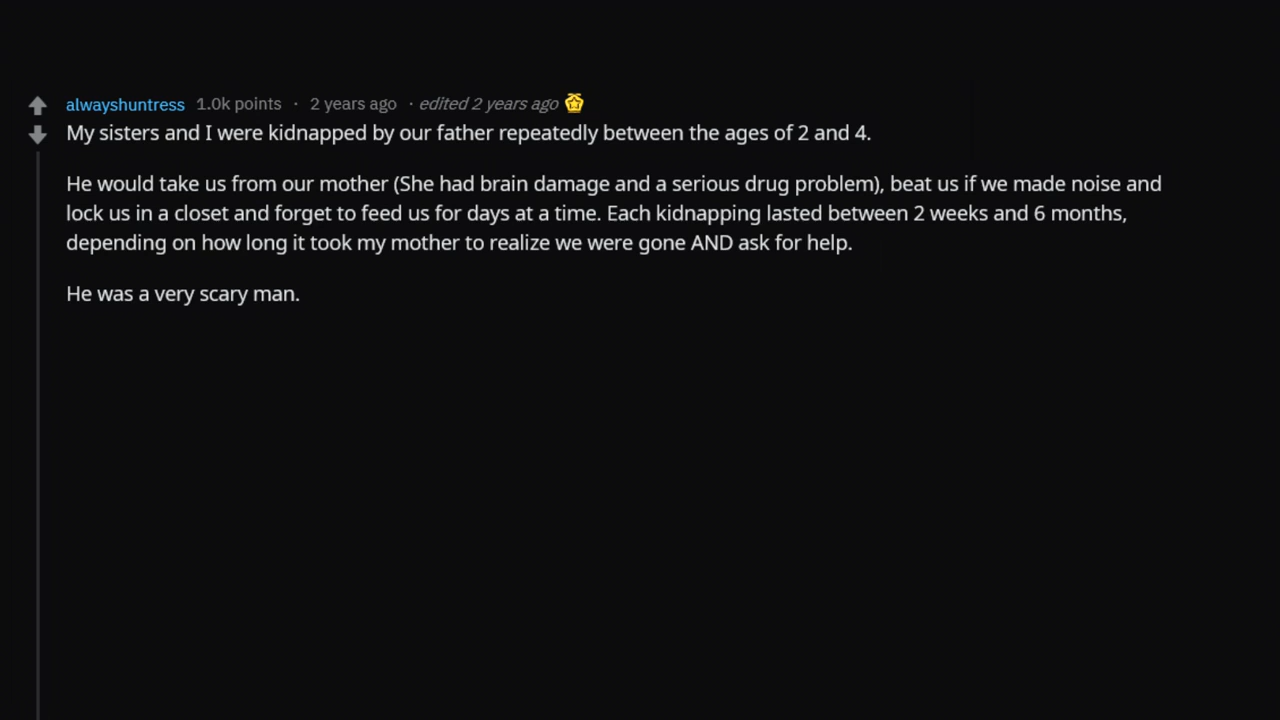 alwayshuntress 1.0k points · 2 years ago · edited 2 years ago
My sisters and I were kidnapped by our father repeatedly between the ages of 2 and 4.
He would take us from our mother (She had brain damage and a serious drug problem), beat us if we made noise and
lock us in a closet and forget to feed us for days at a time. Each kidnapping lasted between 2 weeks and 6 months,
depending on how long it took my mother to realize we were gone AND ask for help.
He was a very scary man.